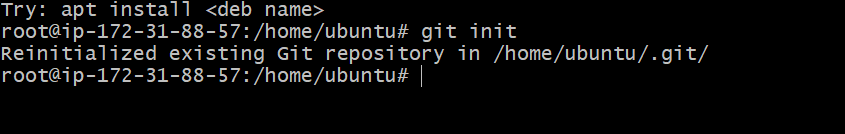 Try: apt install <deb name>
root@ip-172-31-88-57:/home/ubuntu# git init
Reinitialized existing Git repository in /home/ubuntu/.git/
root@ip-172-31-88-57:/home/ubuntu#